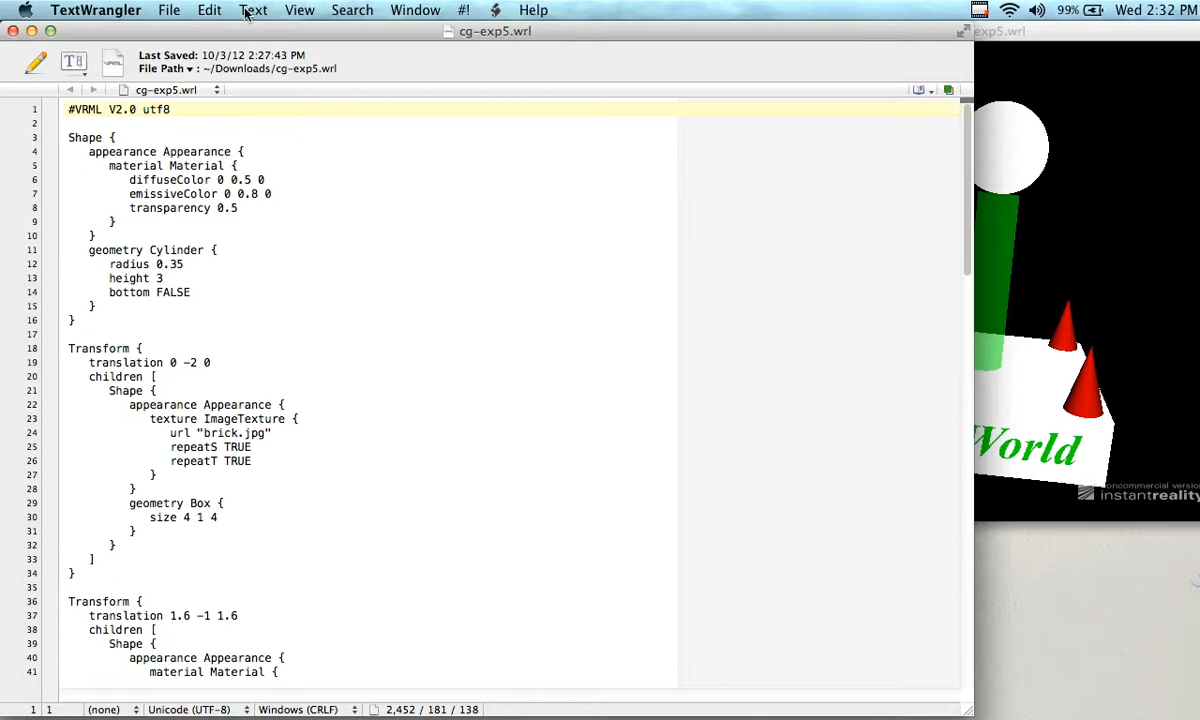 TextWrangler File Edit Text View Search Window #! Help 99% Wed 2:32 PM
cg-exp5.wrl
exp5.wrl
Last Saved: 10/3/12 2:27:43 PM
File Path ▾ : ~/Downloads/cg-exp5.wrl
cg-exp5.wrl
1 #VRML V2.0 utf8
2
3 Shape {
4 appearance Appearance {
5 material Material {
6 diffuseColor 0 0.5 0
7 emissiveColor 0 0.8 0
8 transparency 0.5
9 }
10 }
11 geometry Cylinder {
12 radius 0.35
13 height 3
14 bottom FALSE
15 }
16 }
17
18 Transform {
19 translation 0 -2 0
20 children [
21 Shape {
22 appearance Appearance {
23 texture ImageTexture {
24 url "brick.jpg"
25 repeatS TRUE
26 repeatT TRUE
27 }
28 }
29 geometry Box {
30 size 4 1 4
31 }
32 }
33 ]
34 }
35
36 Transform {
37 translation 1.6 -1 1.6
38 children [
39 Shape {
40 appearance Appearance {
41 material Material {
World
noncommercial version
instantreality
1 1 (none) Unicode (UTF-8) Windows (CRLF) 2,452 / 181 / 138